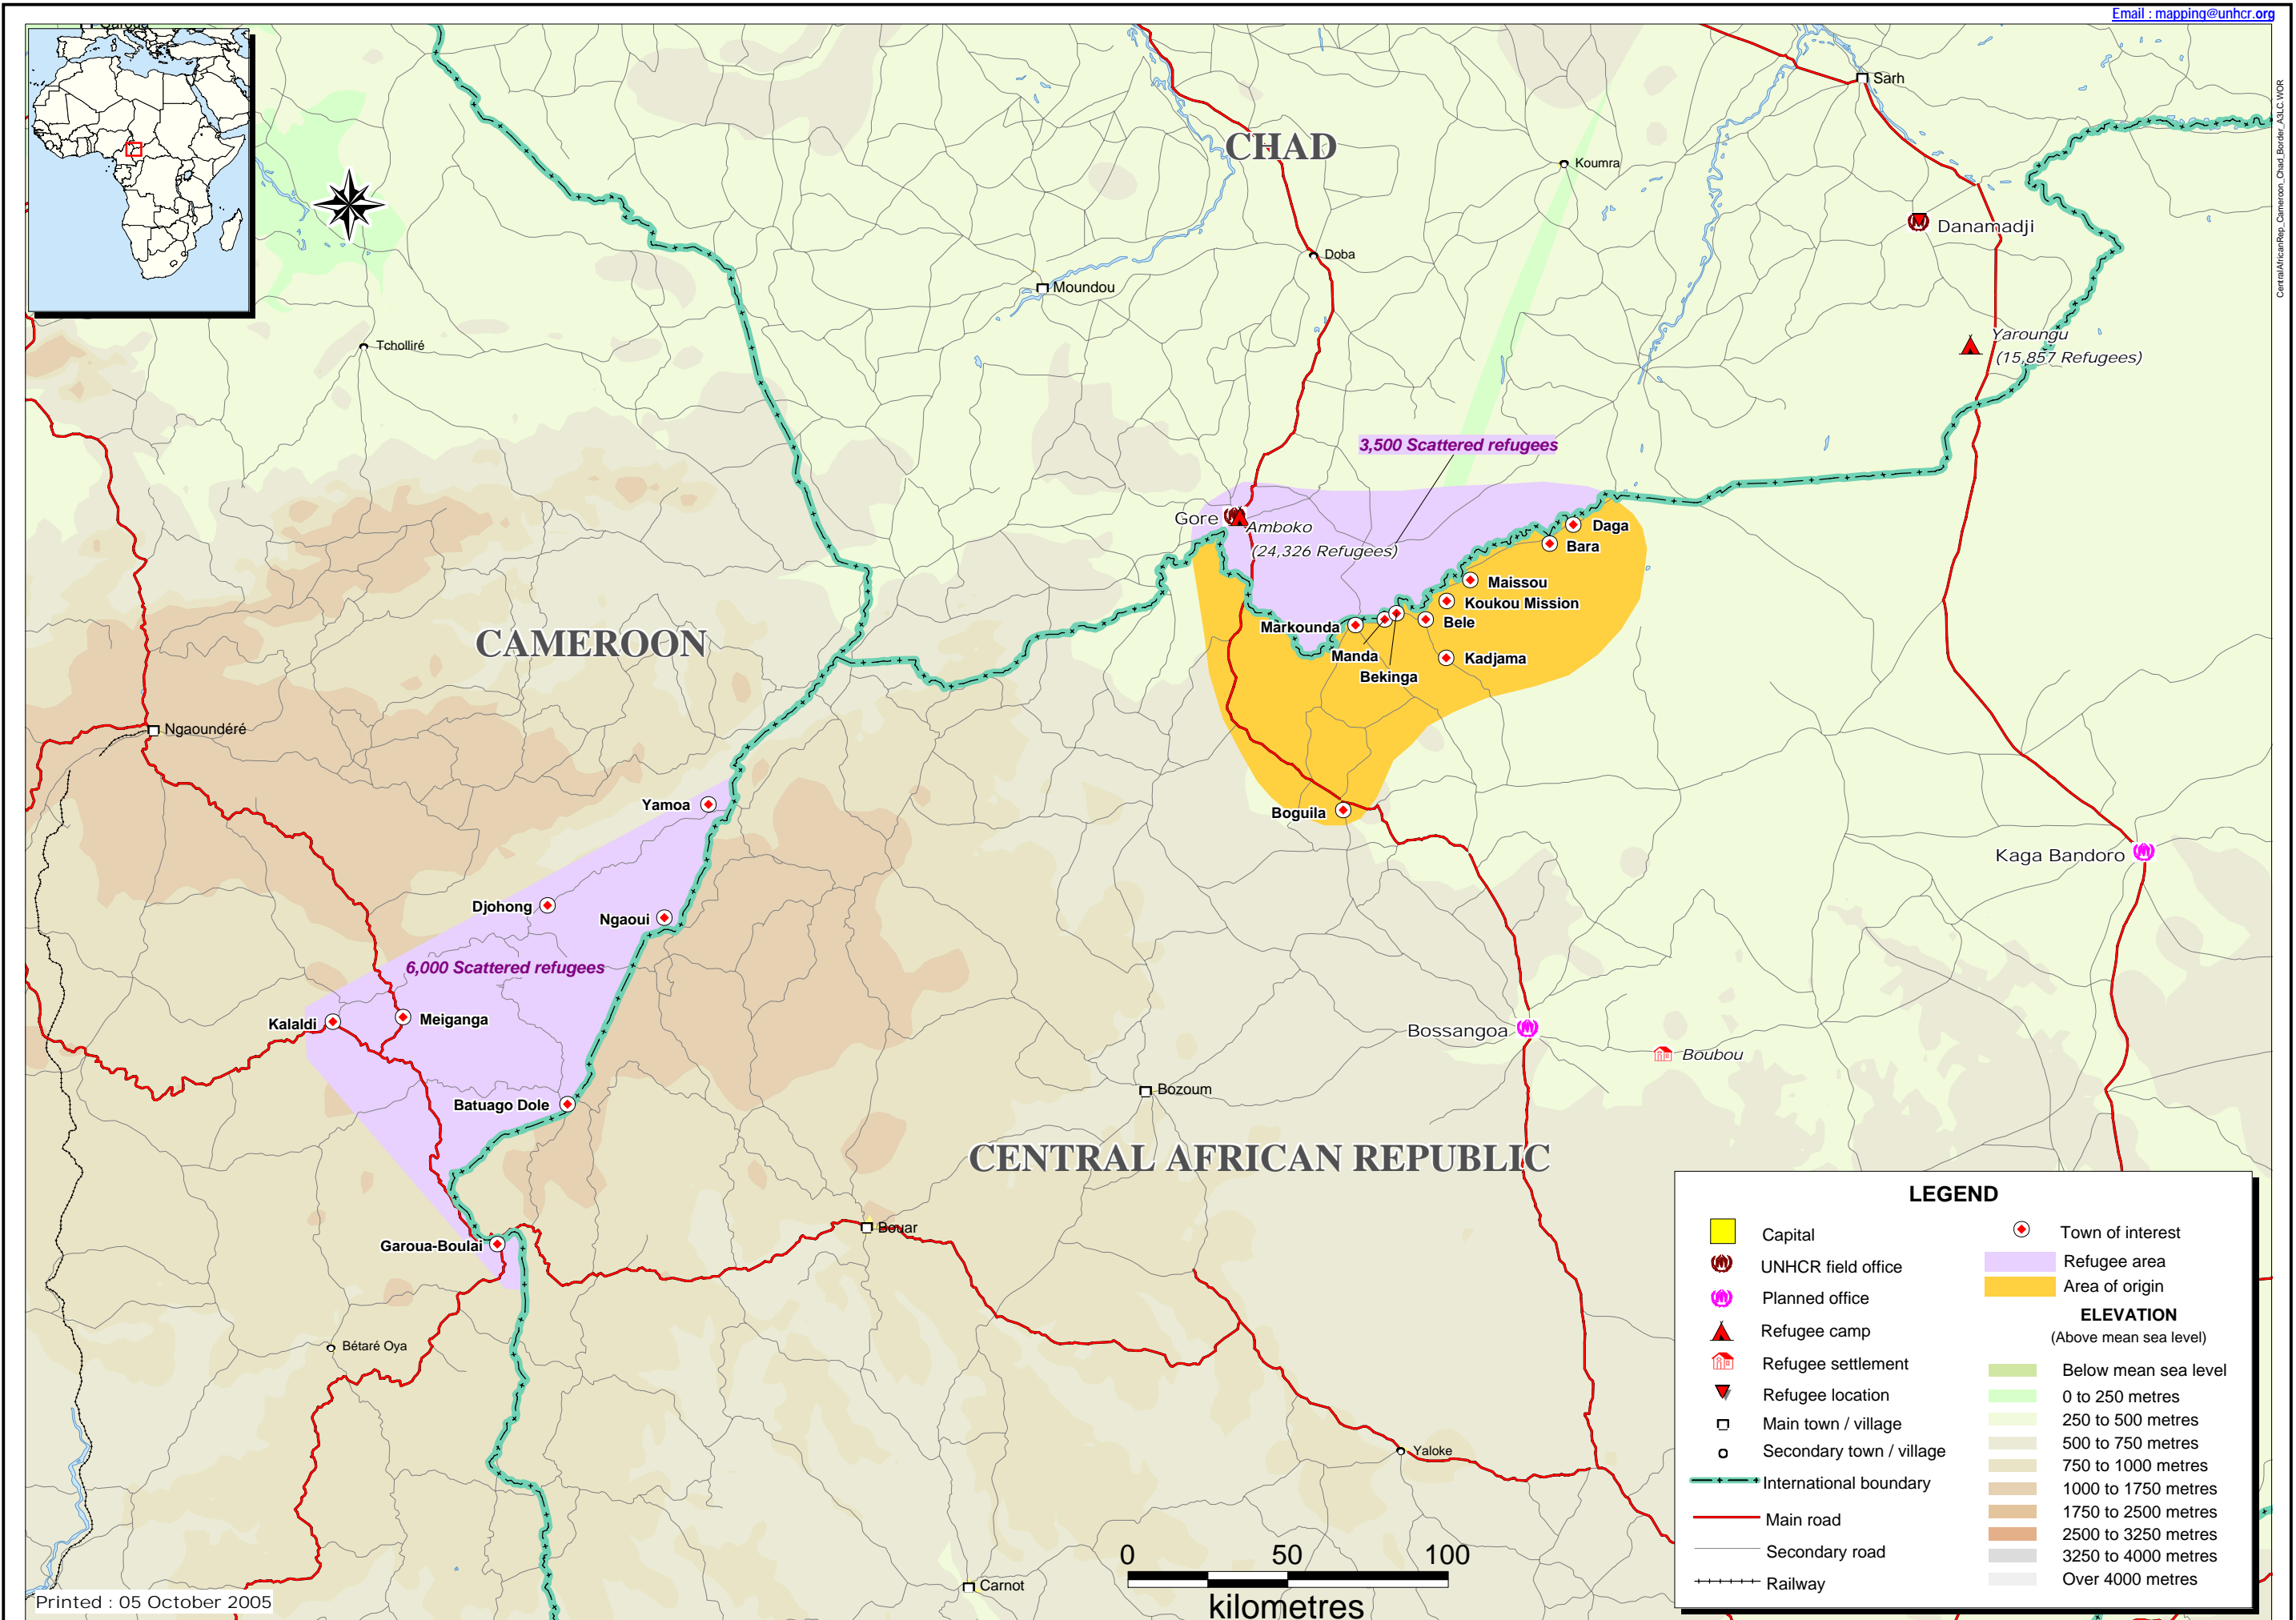 Email : mapping@unhcr.org
CentralAfricanRep_Cameroon_Chad_Border_A3LC.WOR
Garoua
Sarh
CHAD
Koumra
Danamadji
Doba
Moundou
Yaroungu
(15,857 Refugees)
Tcholliré
3,500 Scattered refugees
Gore
Amboko
(24,326 Refugees)
Daga
Bara
Maissou
Koukou Mission
Markounda
Bele
CAMEROON
Manda
Kadjama
Bekinga
Ngaoundéré
Yamoa
Boguila
Kaga Bandoro
Djohong
Ngaoui
6,000 Scattered refugees
Kalaldi
Meiganga
Bossangoa
Boubou
Bozoum
Batuago Dole
CENTRAL AFRICAN REPUBLIC
Bouar
Garoua-Boulai
Bétaré Oya
Yaloke
Carnot
LEGEND
Capital
UNHCR field office
Planned office
Refugee camp
Refugee settlement
Refugee location
Main town / village
Secondary town / village
International boundary
Main road
Secondary road
Railway
Town of interest
Refugee area
Area of origin
ELEVATION
(Above mean sea level)
Below mean sea level
0 to 250 metres
250 to 500 metres
500 to 750 metres
750 to 1000 metres
1000 to 1750 metres
1750 to 2500 metres
2500 to 3250 metres
3250 to 4000 metres
Over 4000 metres
0 50 100
kilometres
Printed : 05 October 2005